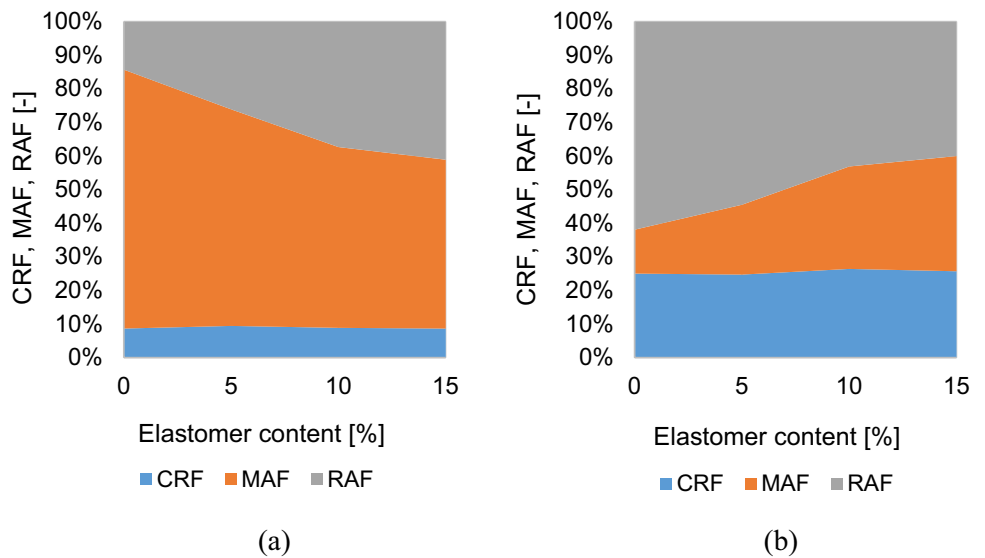 CRF, MAF, RAF [-]
100%
90%
80%
70%
60%
50%
40%
30%
20%
10%
0%
0 5 10 15
Elastomer content [%]
CRF MAF RAF
(a)
CRF, MAF, RAF [-]
100%
90%
80%
70%
60%
50%
40%
30%
20%
10%
0%
0 5 10 15
Elastomer content [%]
CRF MAF RAF
(b)